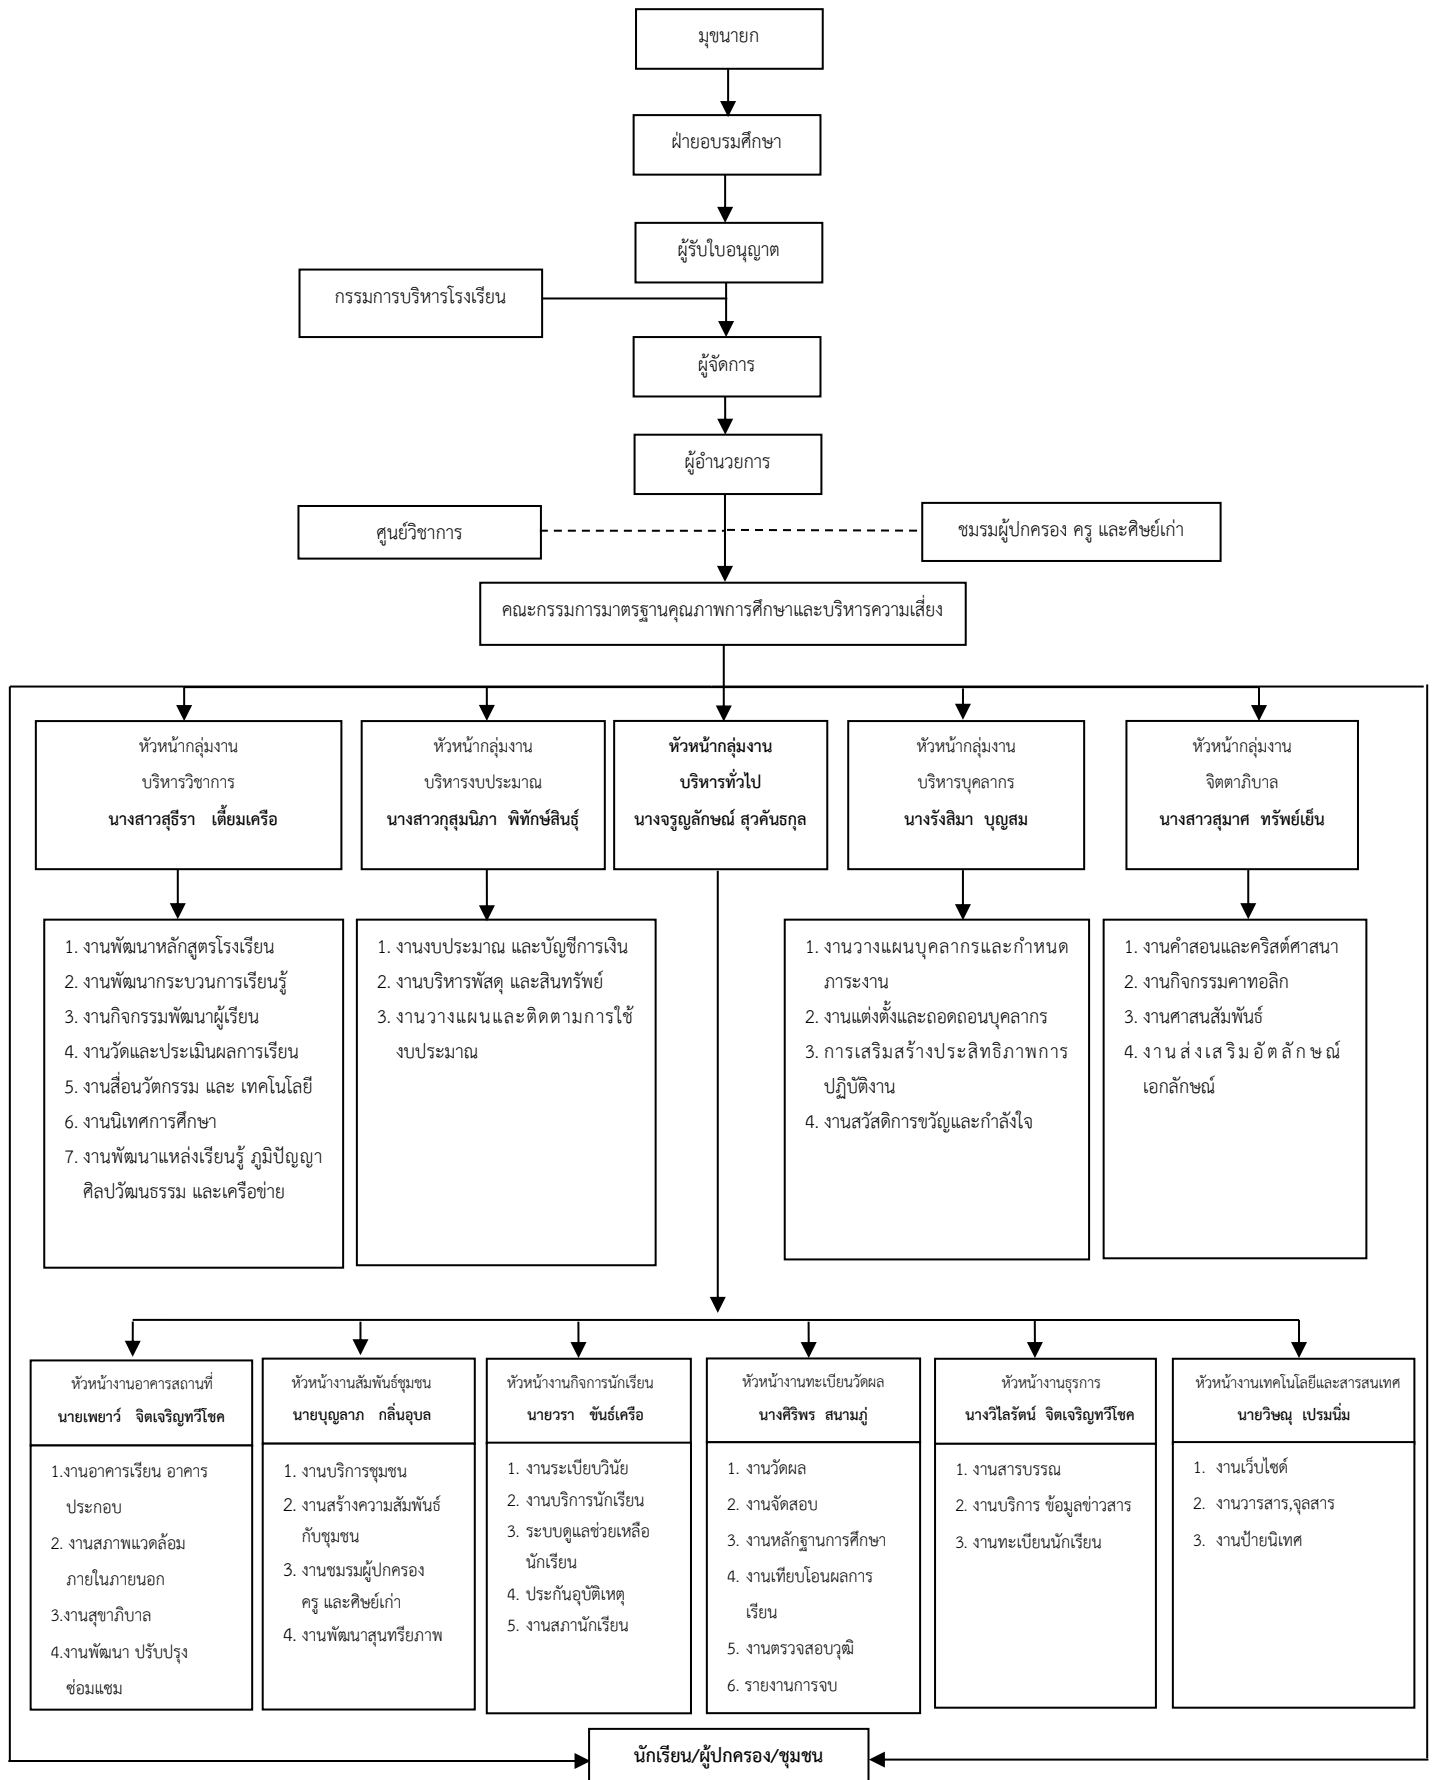 มุขนายก
ฝ่ายอบรมศึกษา
ผู้รับใบอนุญาต
กรรมการบริหารโรงเรียน
ผู้จัดการ
ผู้อำนวยการ
ศูนย์วิชาการ
ชมรมผู้ปกครอง ครู และศิษย์เก่า
คณะกรรมการมาตรฐานคุณภาพการศึกษาและบริหารความเสี่ยง
หัวหน้ากลุ่มงาน
บริหารวิชาการ
นางสาวสุธีรา เตี้ยมเครือ
หัวหน้ากลุ่มงาน
บริหารงบประมาณ
นางสาวกุสุมนิภา พิทักษ์สินธุ์
หัวหน้ากลุ่มงาน
บริหารทั่วไป
นางจรูญลักษณ์ สุวคันธกุล
หัวหน้ากลุ่มงาน
บริหารบุคลากร
นางรังสิมา บุญสม
หัวหน้ากลุ่มงาน
จิตตาภิบาล
นางสาวสุมาศ ทรัพย์เย็น
1. งานพัฒนาหลักสูตรโรงเรียน
2. งานพัฒนากระบวนการเรียนรู้
3. งานกิจกรรมพัฒนาผู้เรียน
4. งานวัดและประเมินผลการเรียน
5. งานสื่อนวัตกรรม และ เทคโนโลยี
6. งานนิเทศการศึกษา
7. งานพัฒนาแหล่งเรียนรู้ ภูมิปัญญา
ศิลปวัฒนธรรม และเครือข่าย
1. งานงบประมาณ และบัญชีการเงิน
2. งานบริหารพัสดุ และสินทรัพย์
3. งานวางแผนและติดตามการใช้
งบประมาณ
1. งานวางแผนบุคลากรและกำหนด
ภาระงาน
2. งานแต่งตั้งและถอดถอนบุคลากร
3. การเสริมสร้างประสิทธิภาพการ
ปฏิบัติงาน
4. งานสวัสดิการขวัญและกำลังใจ
1. งานคำสอนและคริสต์ศาสนา
2. งานกิจกรรมคาทอลิก
3. งานศาสนสัมพันธ์
4. งานส่งเสริมอัตลักษณ์
เอกลักษณ์
หัวหน้างานอาคารสถานที่
นายเพยาว์ จิตเจริญทวีโชค
1.งานอาคารเรียน อาคาร
ประกอบ
2. งานสภาพแวดล้อม
ภายในภายนอก
3.งานสุขาภิบาล
4.งานพัฒนา ปรับปรุง
ซ่อมแซม
หัวหน้างานสัมพันธ์ชุมชน
นายบุญลาภ กลิ่นอุบล
1. งานบริการชุมชน
2. งานสร้างความสัมพันธ์
กับชุมชน
3. งานชมรมผู้ปกครอง
ครู และศิษย์เก่า
4. งานพัฒนาสุนทรียภาพ
หัวหน้างานกิจการนักเรียน
นายวรา ขันธ์เครือ
1. งานระเบียบวินัย
2. งานบริการนักเรียน
3. ระบบดูแลช่วยเหลือ
นักเรียน
4. ประกันอุบัติเหตุ
5. งานสภานักเรียน
หัวหน้างานทะเบียนวัดผล
นางศิริพร สนามภู่
1. งานวัดผล
2. งานจัดสอบ
3. งานหลักฐานการศึกษา
4. งานเทียบโอนผลการ
เรียน
5. งานตรวจสอบวุฒิ
6. รายงานการจบ
หัวหน้างานธุรการ
นางวิไลรัตน์ จิตเจริญทวีโชค
1. งานสารบรรณ
2. งานบริการ ข้อมูลข่าวสาร
3. งานทะเบียนนักเรียน
หัวหน้างานเทคโนโลยีและสารสนเทศ
นายวิษณุ เปรมนิ่ม
1. งานเว็บไซด์
2. งานวารสาร,จุลสาร
3. งานป้ายนิเทศ
นักเรียน/ผู้ปกครอง/ชุมชน